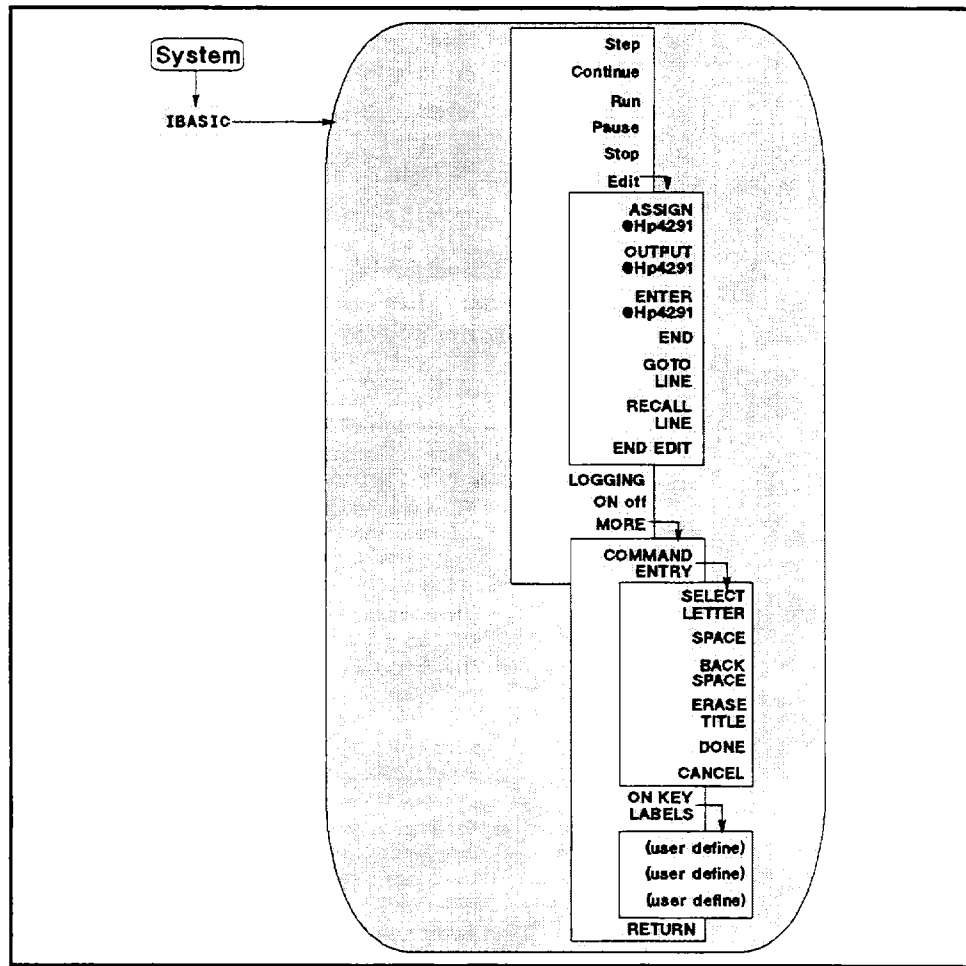 System
IBASIC
Step
Continue
Run
Pause
Stop
Edit
ASSIGN
@Hp4291
OUTPUT
@Hp4291
ENTER
@Hp4291
END
GOTO
LINE
RECALL
LINE
END EDIT
LOGGING
ON off
MORE
COMMAND
ENTRY
SELECT
LETTER
SPACE
BACK
SPACE
ERASE
TITLE
DONE
CANCEL
ON KEY
LABELS
(user define)
(user define)
(user define)
RETURN